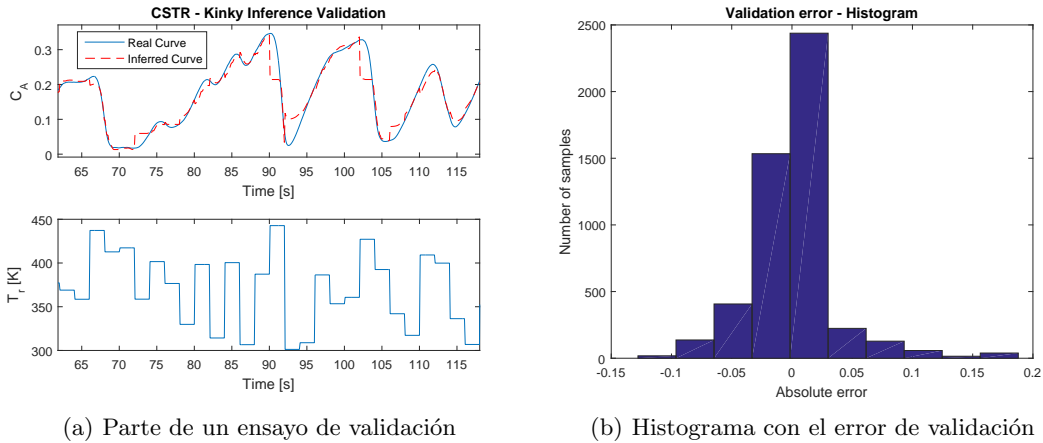 CSTR - Kinky Inference Validation
Real Curve
Inferred Curve
0.3
0.2
0.1
0
C_A
65 70 75 80 85 90 95 100 105 110 115
Time [s]
450
400
350
300
T_r [K]
65 70 75 80 85 90 95 100 105 110 115
Time [s]
(a) Parte de un ensayo de validación
Validation error - Histogram
2500
2000
1500
1000
500
0
Number of samples
-0.15 -0.1 -0.05 0 0.05 0.1 0.15 0.2
Absolute error
(b) Histograma con el error de validación